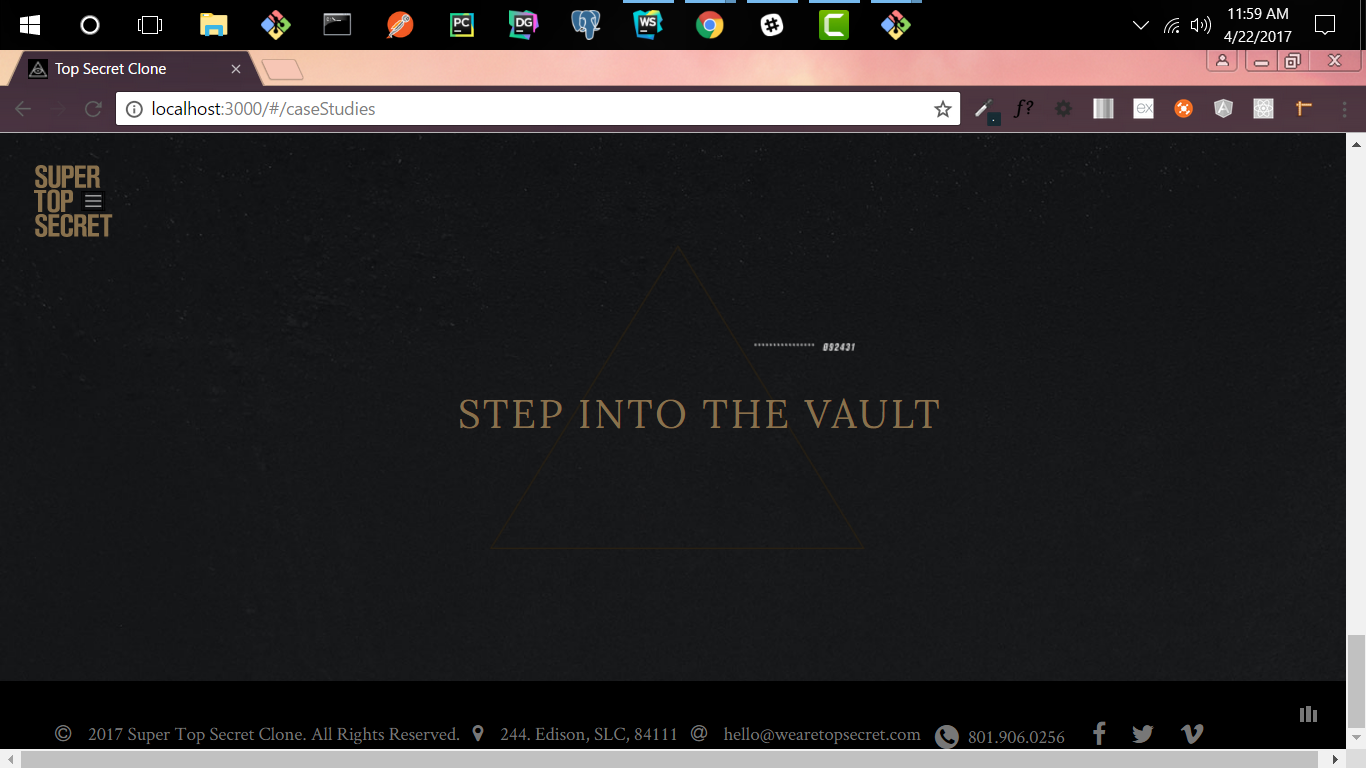 11:59 AM
4/22/2017
PC
DG
WS
Top Secret Clone
localhost:3000/#/caseStudies
f?
ex
SUPER
TOP
SECRET
**************** 092431
STEP INTO THE VAULT
© 2017 Super Top Secret Clone. All Rights Reserved. 244. Edison, SLC, 84111 @ hello@wearetopsecret.com 801.906.0256